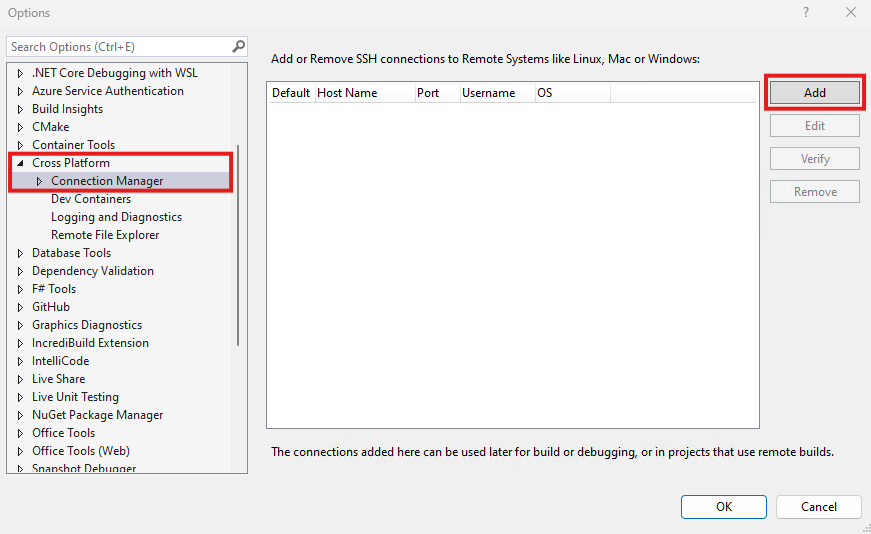 Options
Search Options (Ctrl+E)
.NET Core Debugging with WSL
Azure Service Authentication
Build Insights
CMake
Container Tools
Cross Platform
Connection Manager
Dev Containers
Logging and Diagnostics
Remote File Explorer
Database Tools
Dependency Validation
F# Tools
GitHub
Graphics Diagnostics
IncrediBuild Extension
IntelliCode
Live Share
Live Unit Testing
NuGet Package Manager
Office Tools
Office Tools (Web)
Snapshot Debugger
Add or Remove SSH connections to Remote Systems like Linux, Mac or Windows:
Default Host Name Port Username OS
Add
Edit
Verify
Remove
The connections added here can be used later for build or debugging, or in projects that use remote builds.
OK Cancel